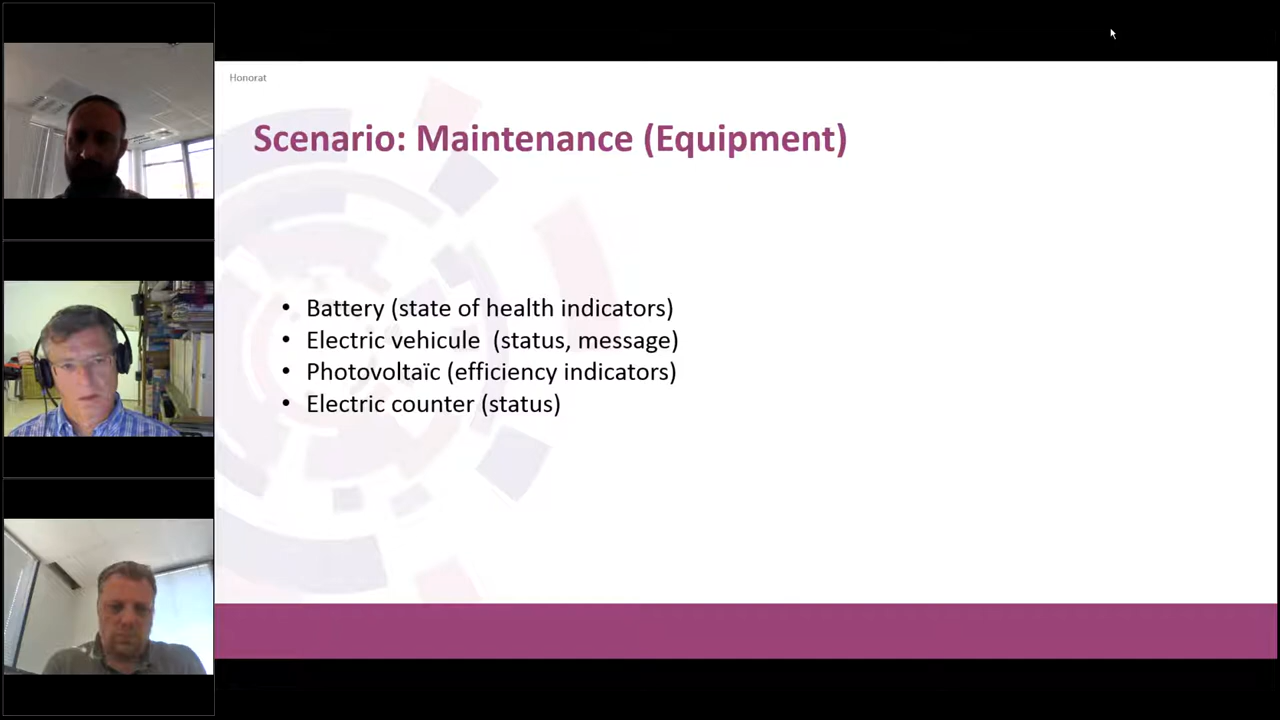 Honorat
Scenario: Maintenance (Equipment)
• Battery (state of health indicators)
• Electric vehicule (status, message)
• Photovoltaïc (efficiency indicators)
• Electric counter (status)